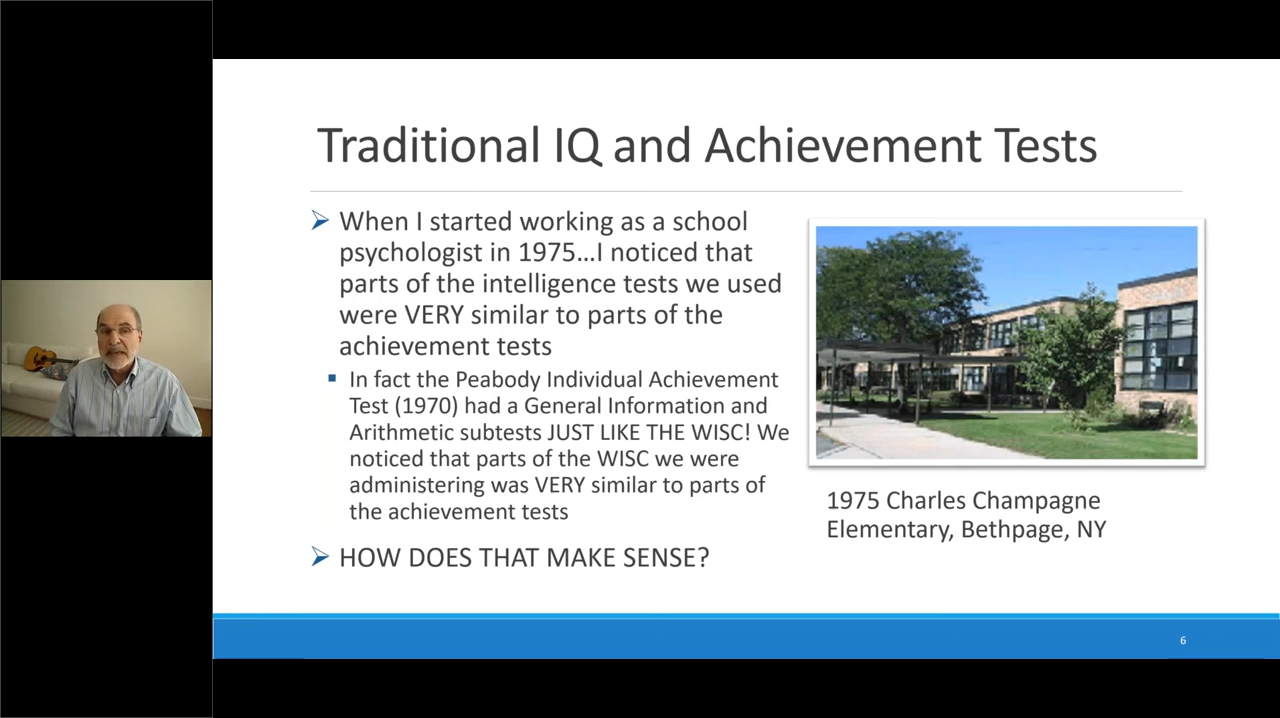 Traditional IQ and Achievement Tests
When I started working as a school
psychologist in 1975…I noticed that
parts of the intelligence tests we used
were VERY similar to parts of the
achievement tests
In fact the Peabody Individual Achievement
Test (1970) had a General Information and
Arithmetic subtests JUST LIKE THE WISC! We
noticed that parts of the WISC we were
administering was VERY similar to parts of
the achievement tests
HOW DOES THAT MAKE SENSE?
1975 Charles Champagne
Elementary, Bethpage, NY
6